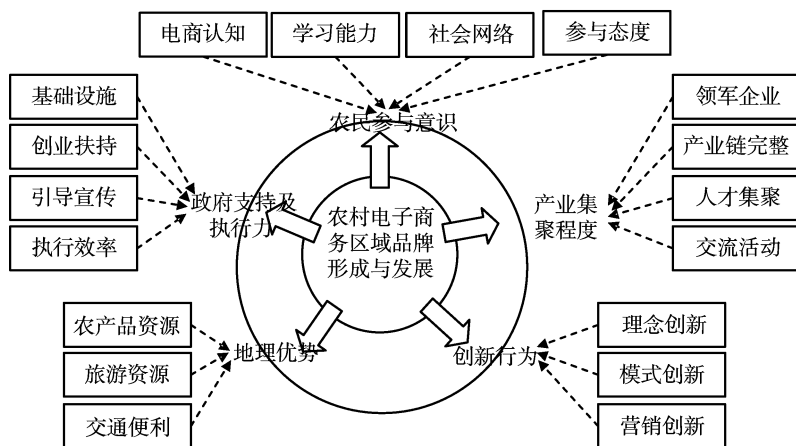 电商认知
学习能力
社会网络
参与态度
农民参与意识
基础设施
创业扶持
引导宣传
执行效率
政府支持及
执行力
农村电子商
务区域品牌
形成与发展
产业集
聚程度
领军企业
产业链完整
人才集聚
交流活动
农产品资源
旅游资源
交通便利
地理优势
创新行为
理念创新
模式创新
营销创新